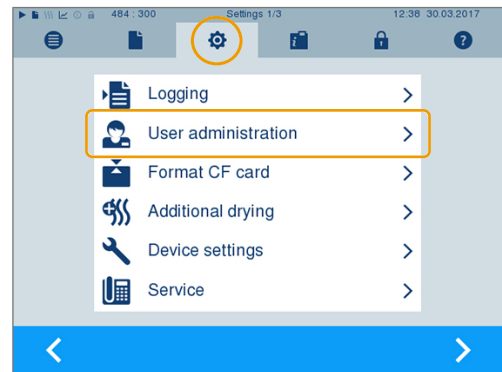 484 : 300 Settings 1/3 12:38 30.03.2017
Logging
User administration
Format CF card
Additional drying
Device settings
Service